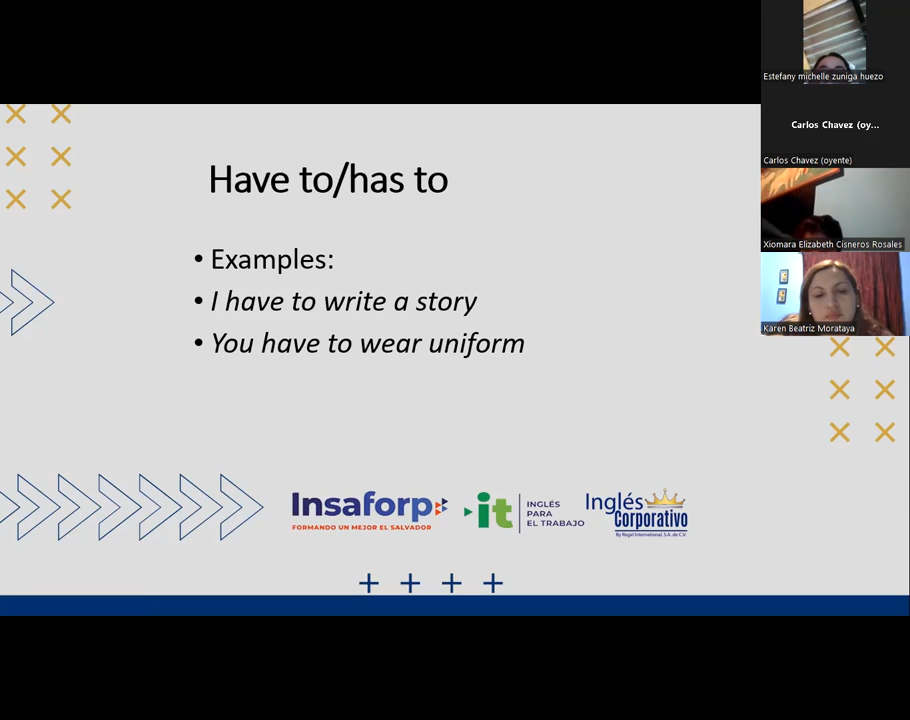 Estefany michelle zuniga huezo
Carlos Chavez (oy...
Carlos Chavez (oyente)
Xiomara Elizabeth Cisneros Rosales
Karen Beatriz Morataya
Have to/has to
• Examples:
• I have to write a story
• You have to wear uniform
Insaforp
FORMANDO UN MEJOR EL SALVADOR
it
INGLÉS
PARA
EL TRABAJO
Inglés
Corporativo
By Regal International, S.A. de C.V.